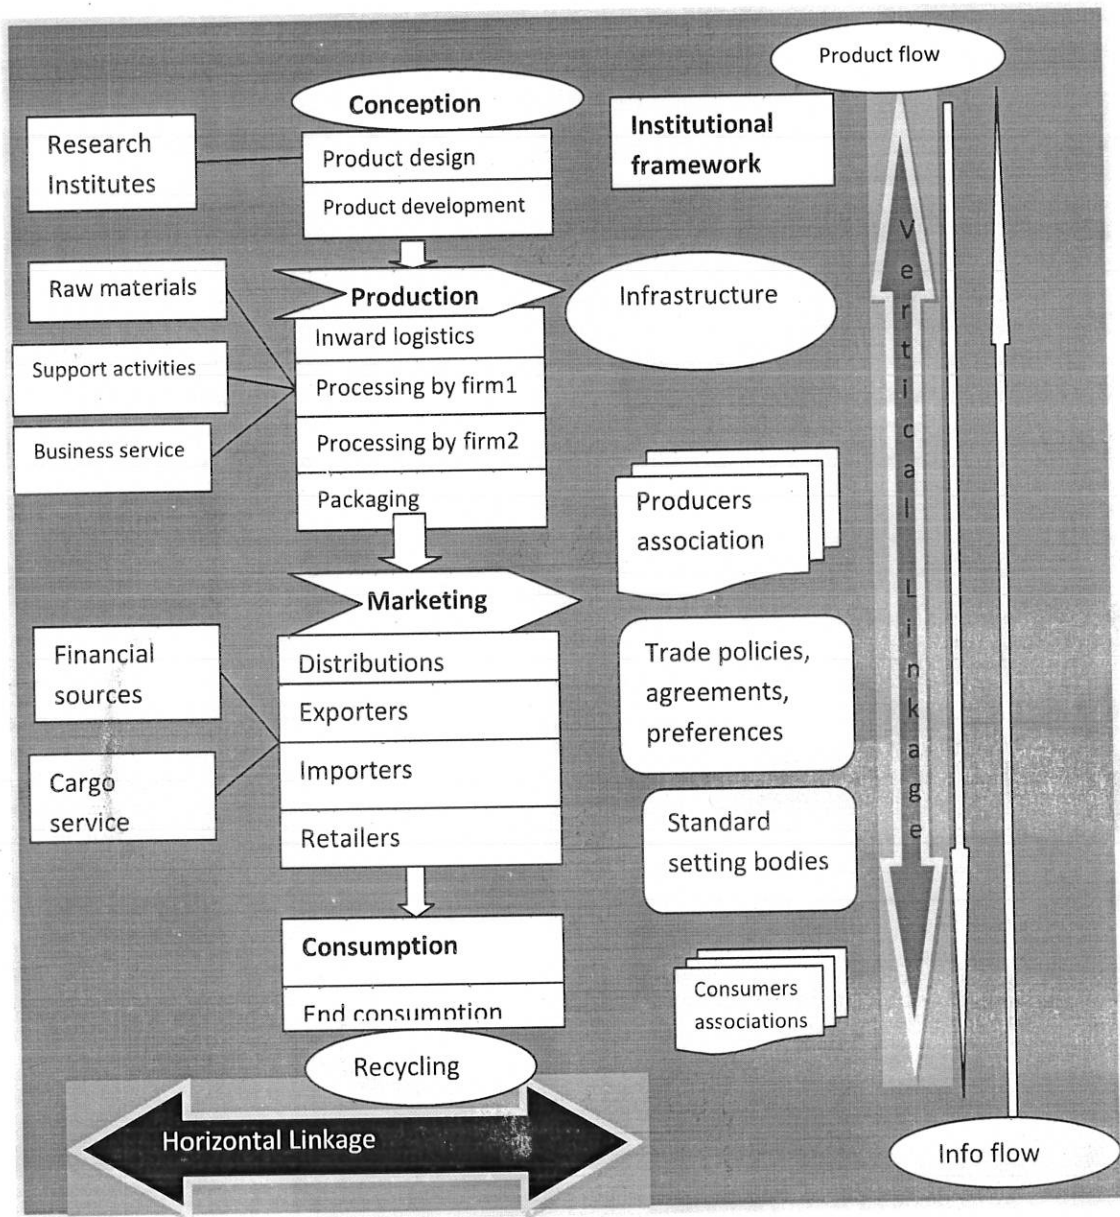 Product flow
Conception
Institutional
framework
Research
Institutes
Product design
Product development
Raw materials
Production
Infrastructure
Inward logistics
Support activities
Processing by firm1
Business service
Processing by firm2
Packaging
Producers
association
Marketing
Financial
sources
Distributions
Trade policies,
agreements,
preferences
Exporters
Cargo
service
Importers
Retailers
Standard
setting bodies
Consumption
End consumption
Consumers
associations
Recycling
Horizontal Linkage
Vertical Linkage
Info flow